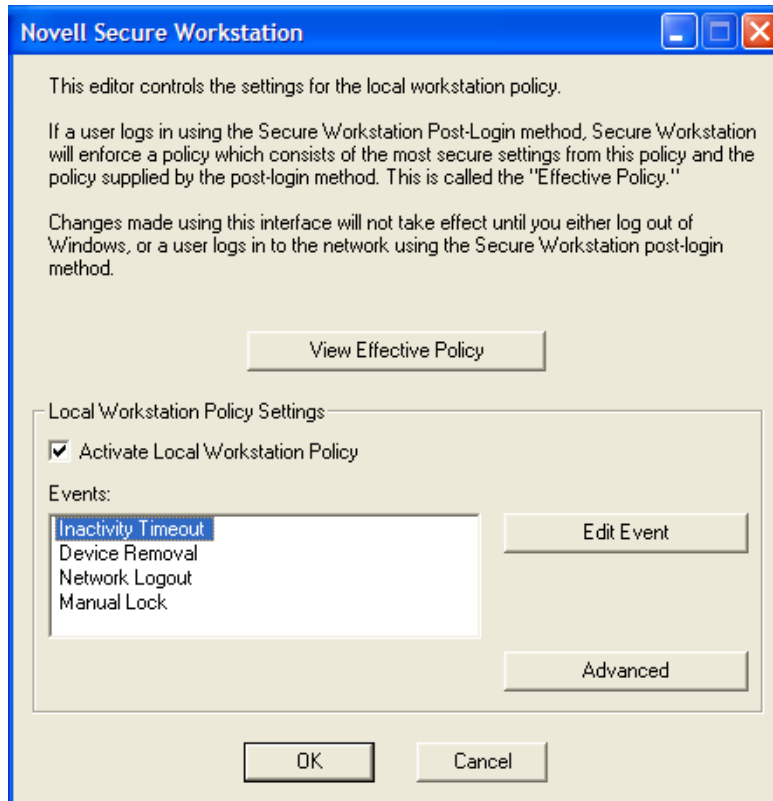 Novell Secure Workstation
This editor controls the settings for the local workstation policy.
If a user logs in using the Secure Workstation Post-Login method, Secure Workstation
will enforce a policy which consists of the most secure settings from this policy and the
policy supplied by the post-login method. This is called the "Effective Policy."
Changes made using this interface will not take effect until you either log out of
Windows, or a user logs in to the network using the Secure Workstation post-login
method.
View Effective Policy
Local Workstation Policy Settings
Activate Local Workstation Policy
Events:
Inactivity Timeout
Device Removal
Network Logout
Manual Lock
Edit Event
Advanced
OK
Cancel